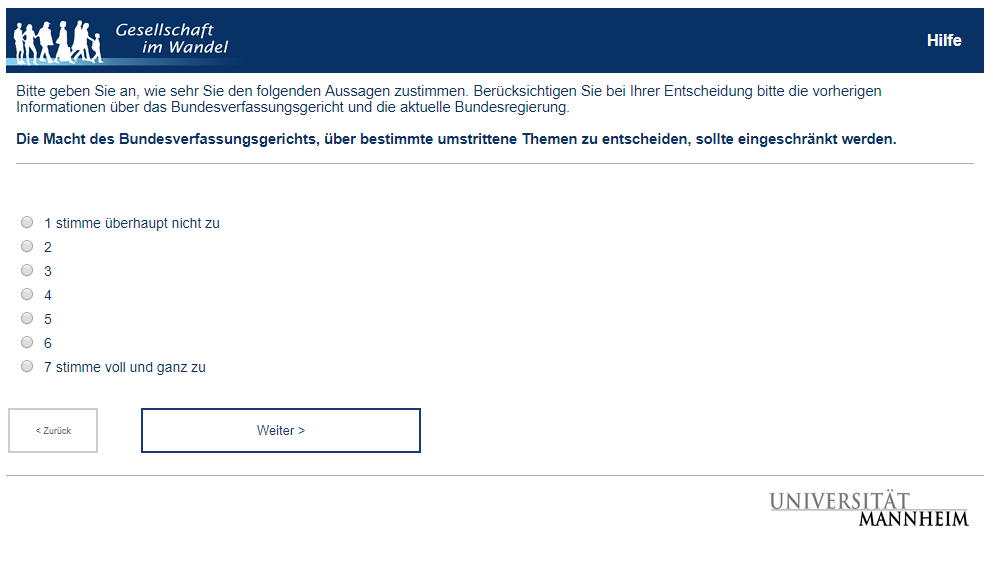 Gesellschaft
im Wandel
Hilfe
Bitte geben Sie an, wie sehr Sie den folgenden Aussagen zustimmen. Berücksichtigen Sie bei Ihrer Entscheidung bitte die vorherigen
Informationen über das Bundesverfassungsgericht und die aktuelle Bundesregierung.
Die Macht des Bundesverfassungsgerichts, über bestimmte umstrittene Themen zu entscheiden, sollte eingeschränkt werden.
1 stimme überhaupt nicht zu
2
3
4
5
6
7 stimme voll und ganz zu
< Zurück
Weiter >
UNIVERSITÄT
MANNHEIM